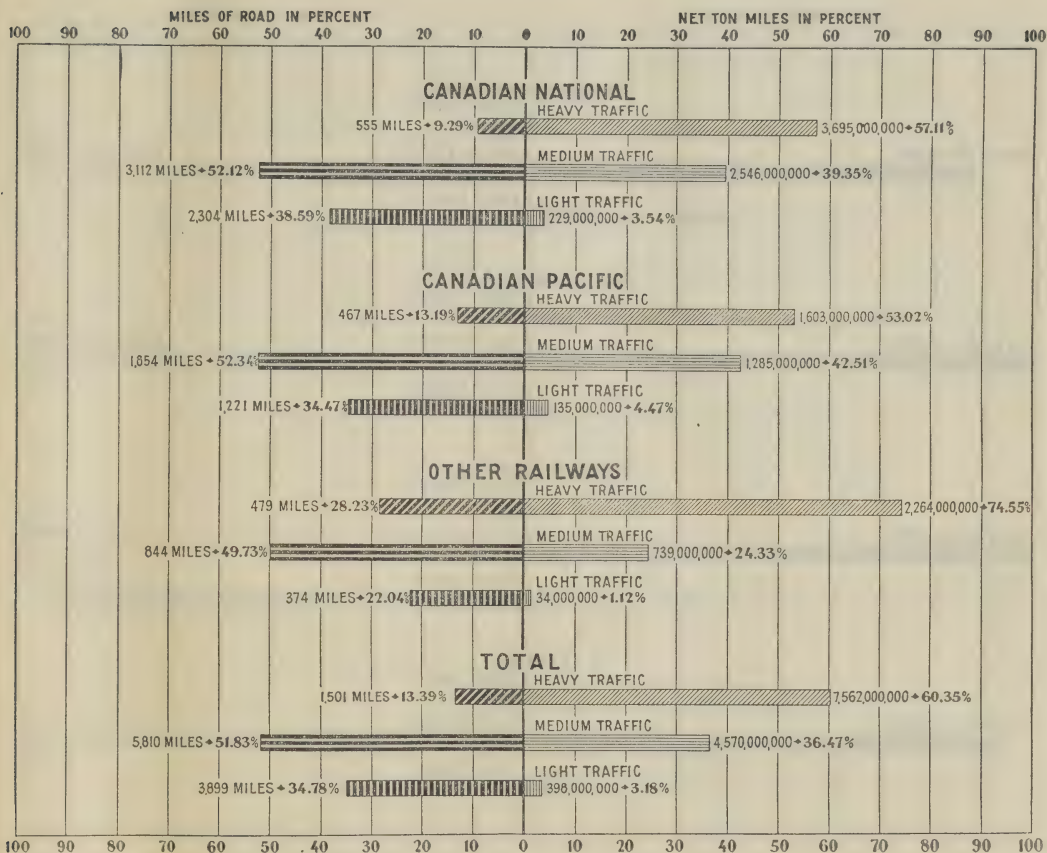 MILES OF ROAD IN PERCENT NET TON MILES IN PERCENT
100 90 80 70 60 50 40 30 20 10 0 10 20 30 40 50 60 70 80 90 100
CANADIAN NATIONAL
HEAVY TRAFFIC
555 MILES+9.29% 3,695,000,000+57.11%
MEDIUM TRAFFIC
3,112 MILES+52.12% 2,546,000,000+39.35%
LIGHT TRAFFIC
2,304 MILES+38.59% 229,000,000+3.54%
CANADIAN PACIFIC
HEAVY TRAFFIC
467 MILES+13.19% 1,603,000,000+53.02%
MEDIUM TRAFFIC
1,854 MILES+52.34% 1,285,000,000+42.51%
LIGHT TRAFFIC
1,221 MILES+34.47% 135,000,000+4.47%
OTHER RAILWAYS
HEAVY TRAFFIC
479 MILES+28.23% 2,264,000,000+74.55%
MEDIUM TRAFFIC
844 MILES+49.73% 739,000,000+24.33%
LIGHT TRAFFIC
374 MILES+22.04% 34,000,000+1.12%
TOTAL
HEAVY TRAFFIC
1,501 MILES+13.39% 7,562,000,000+60.35%
MEDIUM TRAFFIC
5,810 MILES+51.83% 4,570,000,000+36.47%
LIGHT TRAFFIC
3,899 MILES+34.78% 398,000,000+3.18%
100 90 80 70 60 50 40 30 20 10 0 10 20 30 40 50 60 70 80 90 100